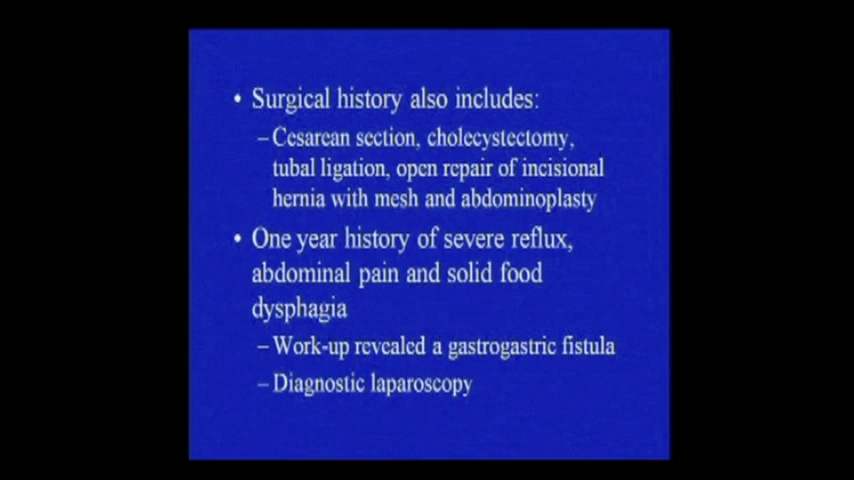 • Surgical history also includes:
– Cesarean section, cholecystectomy,
tubal ligation, open repair of incisional
hernia with mesh and abdominoplasty
• One year history of severe reflux,
abdominal pain and solid food
dysphagia
– Work-up revealed a gastrogastric fistula
– Diagnostic laparoscopy